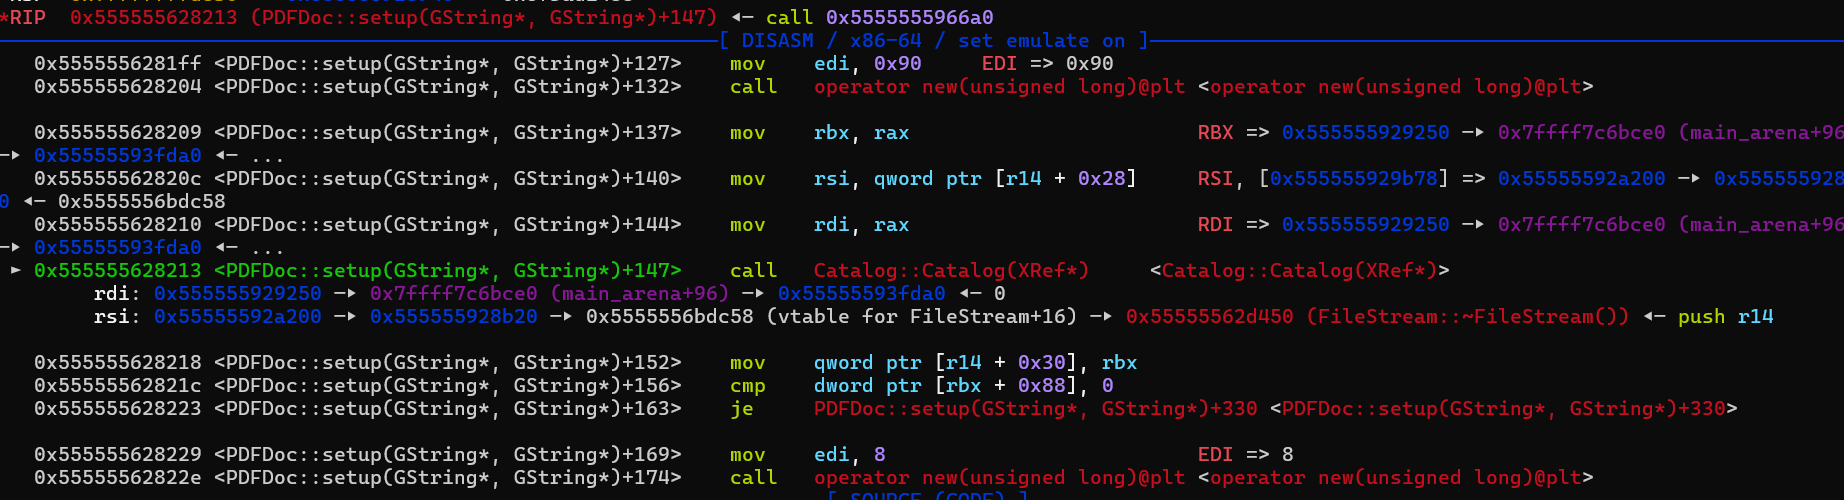 *RIP  0x555555628213 (PDFDoc::setup(GString*, GString*)+147) ◂— call 0x5555555966a0
[ DISASM / x86-64 / set emulate on ]
0x5555556281ff <PDFDoc::setup(GString*, GString*)+127>    mov    edi, 0x90     EDI => 0x90
0x555555628204 <PDFDoc::setup(GString*, GString*)+132>    call   operator new(unsigned long)@plt <operator new(unsigned long)@plt>
0x555555628209 <PDFDoc::setup(GString*, GString*)+137>    mov    rbx, rax                        RBX => 0x555555929250 —▸ 0x7ffff7c6bce0 (main_arena+96
—▸ 0x55555593fda0 ◂— ...
0x55555562820c <PDFDoc::setup(GString*, GString*)+140>    mov    rsi, qword ptr [r14 + 0x28]     RSI, [0x555555929b78] => 0x55555592a200 —▸ 0x555555928
0 ◂— 0x5555556bdc58
0x555555628210 <PDFDoc::setup(GString*, GString*)+144>    mov    rdi, rax                        RDI => 0x555555929250 —▸ 0x7ffff7c6bce0 (main_arena+96
—▸ 0x55555593fda0 ◂— ...
► 0x555555628213 <PDFDoc::setup(GString*, GString*)+147>    call   Catalog::Catalog(XRef*)     <Catalog::Catalog(XRef*)>
rdi: 0x555555929250 —▸ 0x7ffff7c6bce0 (main_arena+96) —▸ 0x55555593fda0 ◂— 0
rsi: 0x55555592a200 —▸ 0x555555928b20 —▸ 0x5555556bdc58 (vtable for FileStream+16) —▸ 0x55555562d450 (FileStream::~FileStream()) ◂— push r14
0x555555628218 <PDFDoc::setup(GString*, GString*)+152>    mov    qword ptr [r14 + 0x30], rbx
0x55555562821c <PDFDoc::setup(GString*, GString*)+156>    cmp    dword ptr [rbx + 0x88], 0
0x555555628223 <PDFDoc::setup(GString*, GString*)+163>    je     PDFDoc::setup(GString*, GString*)+330 <PDFDoc::setup(GString*, GString*)+330>
0x555555628229 <PDFDoc::setup(GString*, GString*)+169>    mov    edi, 8                          EDI => 8
0x55555562822e <PDFDoc::setup(GString*, GString*)+174>    call   operator new(unsigned long)@plt <operator new(unsigned long)@plt>
[ SOURCE (CODE) ]